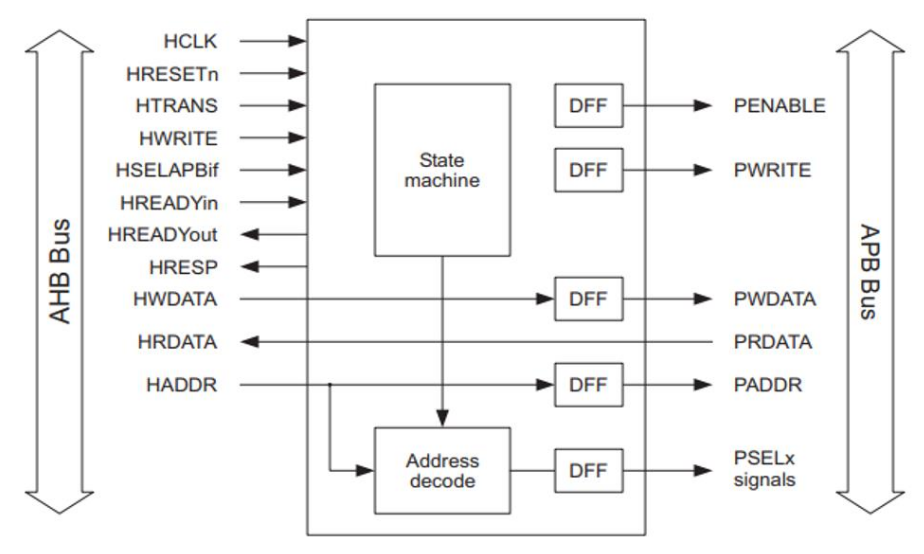 AHB Bus
HCLK
HRESETn
HTRANS
HWRITE
HSELAPBif
HREADYin
HREADYout
HRESP
HWDATA
HRDATA
HADDR
State
machine
Address
decode
DFF
DFF
DFF
DFF
DFF
PENABLE
PWRITE
PWDATA
PRDATA
PADDR
PSELx
signals
APB Bus